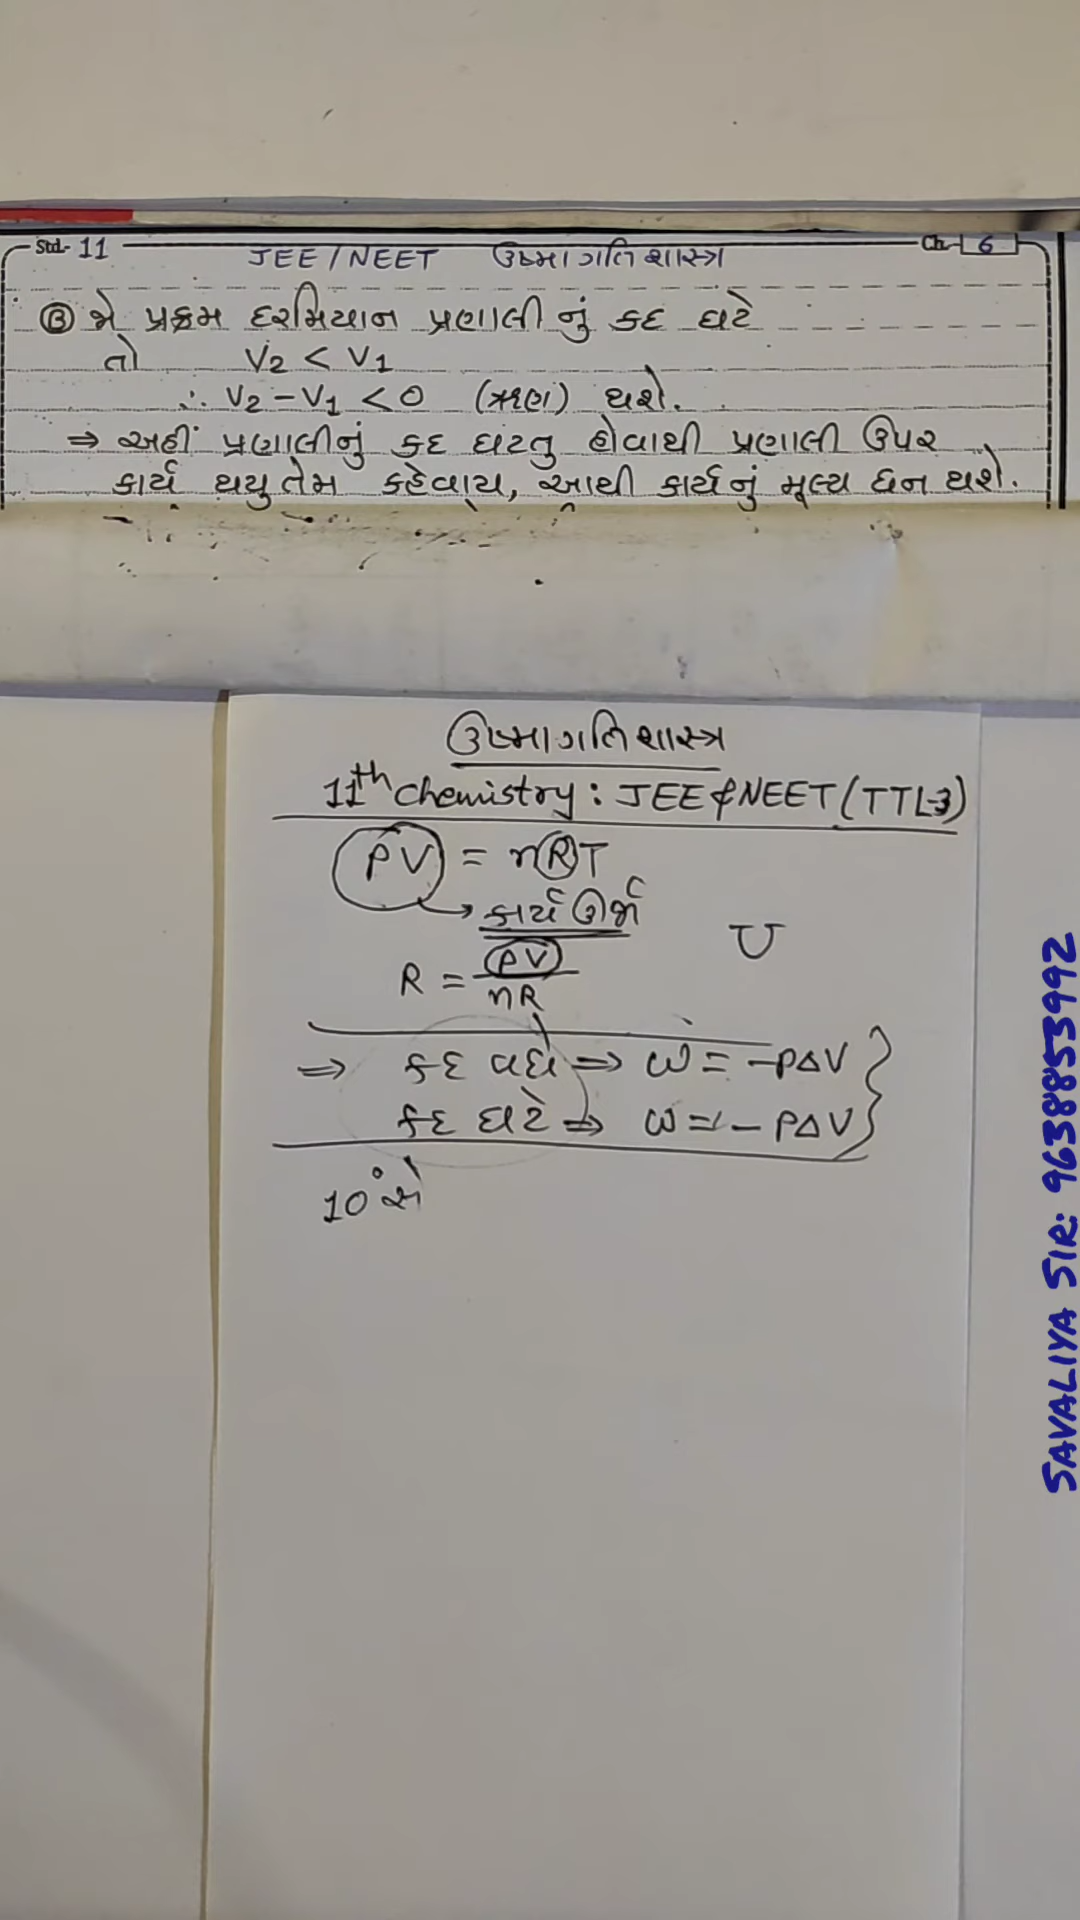 Std.- 11 JEE/NEET ઉષ્માગતિશાસ્ત્ર Ch.- 6
(B) જો પ્રક્રમ દરમિયાન પ્રણાલીનું કદ ઘટે
તો V₂ < V₁
∴ V₂ - V₁ < 0 (ઋણ) થશે.
⇒ અહીં પ્રણાલીનું કદ ઘટતુ હોવાથી પ્રણાલી ઉપર
કાર્ય થયુ તેમ કહેવાય, આથી કાર્યનું મૂલ્ય ધન થશે.
ઉષ્માગતિશાસ્ત્ર
11th chemistry: JEE & NEET (TTL-3)
PV = nRT
→ કાર્ય ઊર્જા
U
R = PV / nR
⇒ કદ વધે ⇒ W = -PΔV
કદ ઘટે ⇒ W = - PΔV
10° સે
SAVALIYA SIR: 9638853992